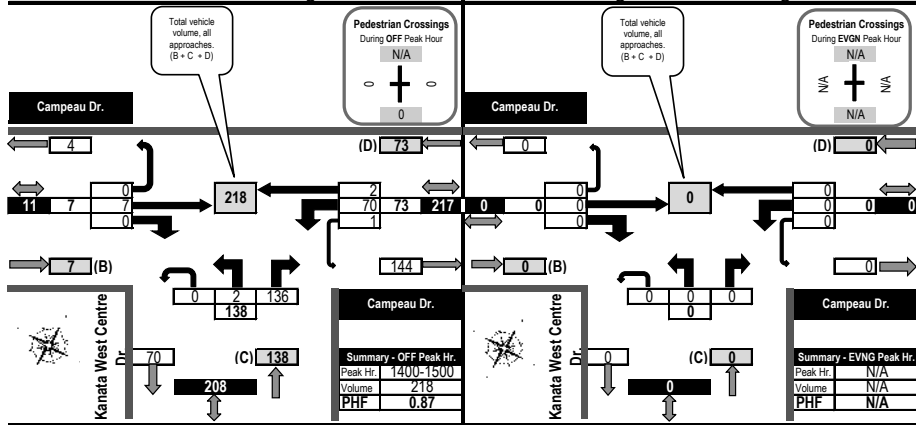 Total vehicle
volume, all
approaches.
(B + C + D)
Pedestrian Crossings
During OFF Peak Hour
N/A
0
0
0
Campeau Dr.
4
(D) 73
0
218
2
11 7 7
70 73 217
0
1
7 (B)
144
0 2 136
138
Campeau Dr.
Kanata West Centre
Dr.
70
(C) 138
208
Summary - OFF Peak Hr.
Peak Hr. 1400-1500
Volume 218
PHF 0.87
Total vehicle
volume, all
approaches.
(B + C + D)
Pedestrian Crossings
During EVGN Peak Hour
N/A
N/A
N/A
N/A
Campeau Dr.
0
(D) 0
0
0
0
0 0 0
0 0 0
0
0
0 (B)
0
0 0 0
0
Campeau Dr.
Kanata West Centre
Dr.
0
(C) 0
0
Summary - EVNG Peak Hr.
Peak Hr. N/A
Volume N/A
PHF N/A